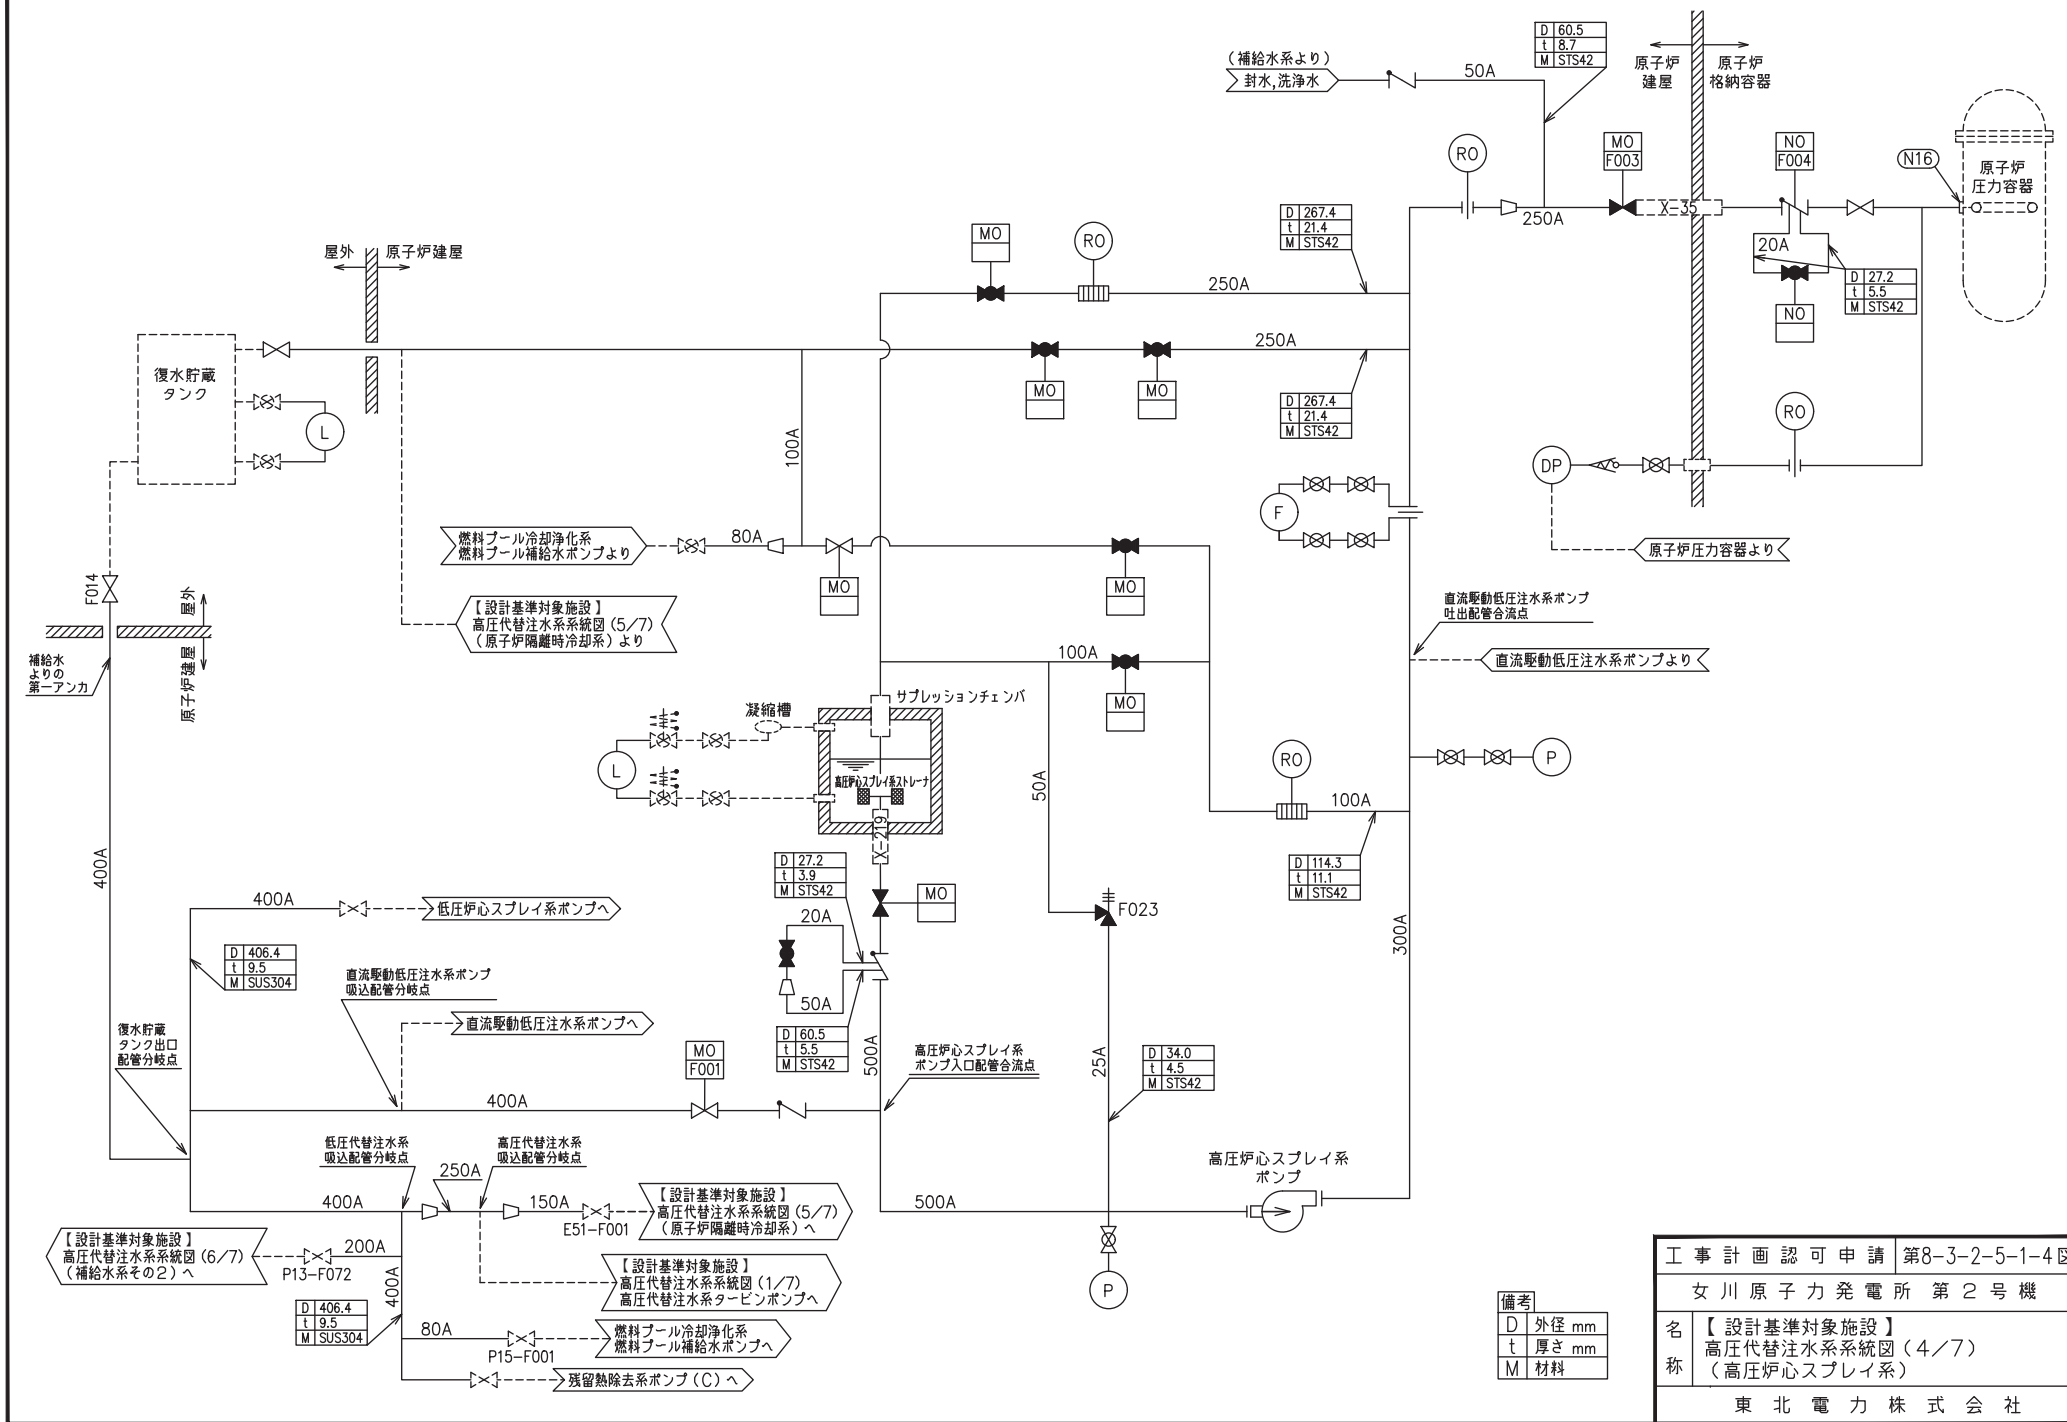 (補給水系より)
封水,洗浄水
50A
D 60.5
t 8.7
M STS42
原子炉
建屋
原子炉
格納容器
RO
MO
F003
NO
F004
N16
原子炉
圧力容器
250A
X-35
20A
D 27.2
t 5.5
M STS42
NO
D 267.4
t 21.4
M STS42
MO
RO
250A
屋外
原子炉建屋
250A
MO
MO
D 267.4
t 21.4
M STS42
復水貯蔵
タンク
L
100A
RO
DP
F
原子炉圧力容器より
燃料プール冷却浄化系
燃料プール補給水ポンプより
80A
MO
MO
F014
屋外
原子炉建屋
【設計基準対象施設】
高圧代替注水系系統図(5/7)
(原子炉隔離時冷却系)より
直流駆動低圧注水系ポンプ
吐出配管合流点
直流駆動低圧注水系ポンプより
補給水
よりの
第一アンカ
100A
MO
サプレッションチェンバ
凝縮槽
L
高圧炉心スプレイ系ストレーナ
X-219
50A
RO
100A
P
D 114.3
t 11.1
M STS42
400A
300A
D 27.2
t 3.9
M STS42
MO
F023
400A
低圧炉心スプレイ系ポンプへ
20A
50A
D 406.4
t 9.5
M SUS304
直流駆動低圧注水系ポンプ
吸込配管分岐点
直流駆動低圧注水系ポンプへ
D 60.5
t 5.5
M STS42
500A
復水貯蔵
タンク出口
配管分岐点
MO
F001
高圧炉心スプレイ系
ポンプ入口配管合流点
25A
D 34.0
t 4.5
M STS42
400A
低圧代替注水系
吸込配管分岐点
高圧代替注水系
吸込配管分岐点
250A
高圧炉心スプレイ系
ポンプ
400A
150A
E51-F001
【設計基準対象施設】
高圧代替注水系系統図(5/7)
(原子炉隔離時冷却系)へ
500A
P
【設計基準対象施設】
高圧代替注水系系統図(6/7)
(補給水系その2)へ
P13-F072
200A
400A
【設計基準対象施設】
高圧代替注水系系統図(1/7)
高圧代替注水系タービンポンプへ
D 406.4
t 9.5
M SUS304
80A
P15-F001
燃料プール冷却浄化系
燃料プール補給水ポンプへ
残留熱除去系ポンプ(C)へ
備考
D 外径 mm
t 厚さ mm
M 材料
工事計画認可申請 第8-3-2-5-1-4図
女川原子力発電所 第2号機
名称
【設計基準対象施設】
高圧代替注水系系統図(4/7)
(高圧炉心スプレイ系)
東北電力株式会社